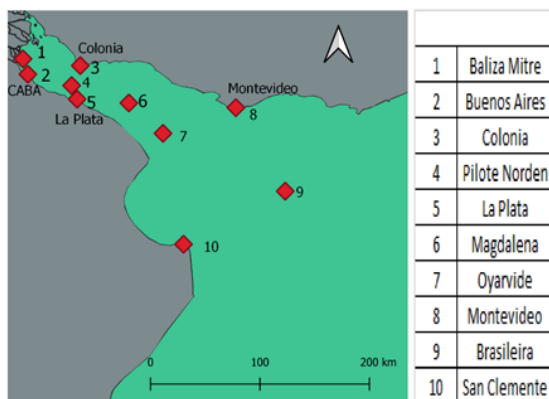 Colonia
1
2
3
CABA
4
5
6
La Plata
Montevideo
7
8
9
10
0 100 200 km
1 Baliza Mitre
2 Buenos Aires
3 Colonia
4 Pilote Norden
5 La Plata
6 Magdalena
7 Oyarvide
8 Montevideo
9 Brasileira
10 San Clemente